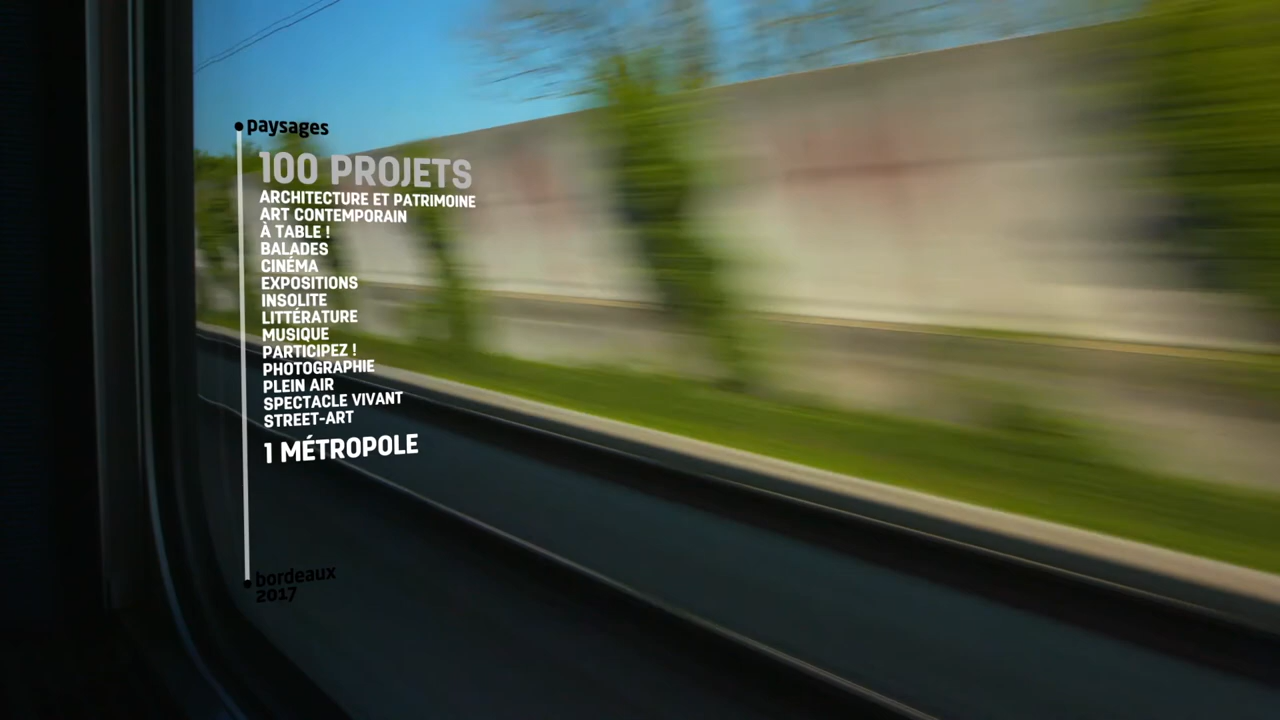 paysages
100 PROJETS
ARCHITECTURE ET PATRIMOINE
ART CONTEMPORAIN
À TABLE !
BALADES
CINÉMA
EXPOSITIONS
INSOLITE
LITTÉRATURE
MUSIQUE
PARTICIPEZ !
PHOTOGRAPHIE
PLEIN AIR
SPECTACLE VIVANT
STREET-ART
1 MÉTROPOLE
bordeaux
2017